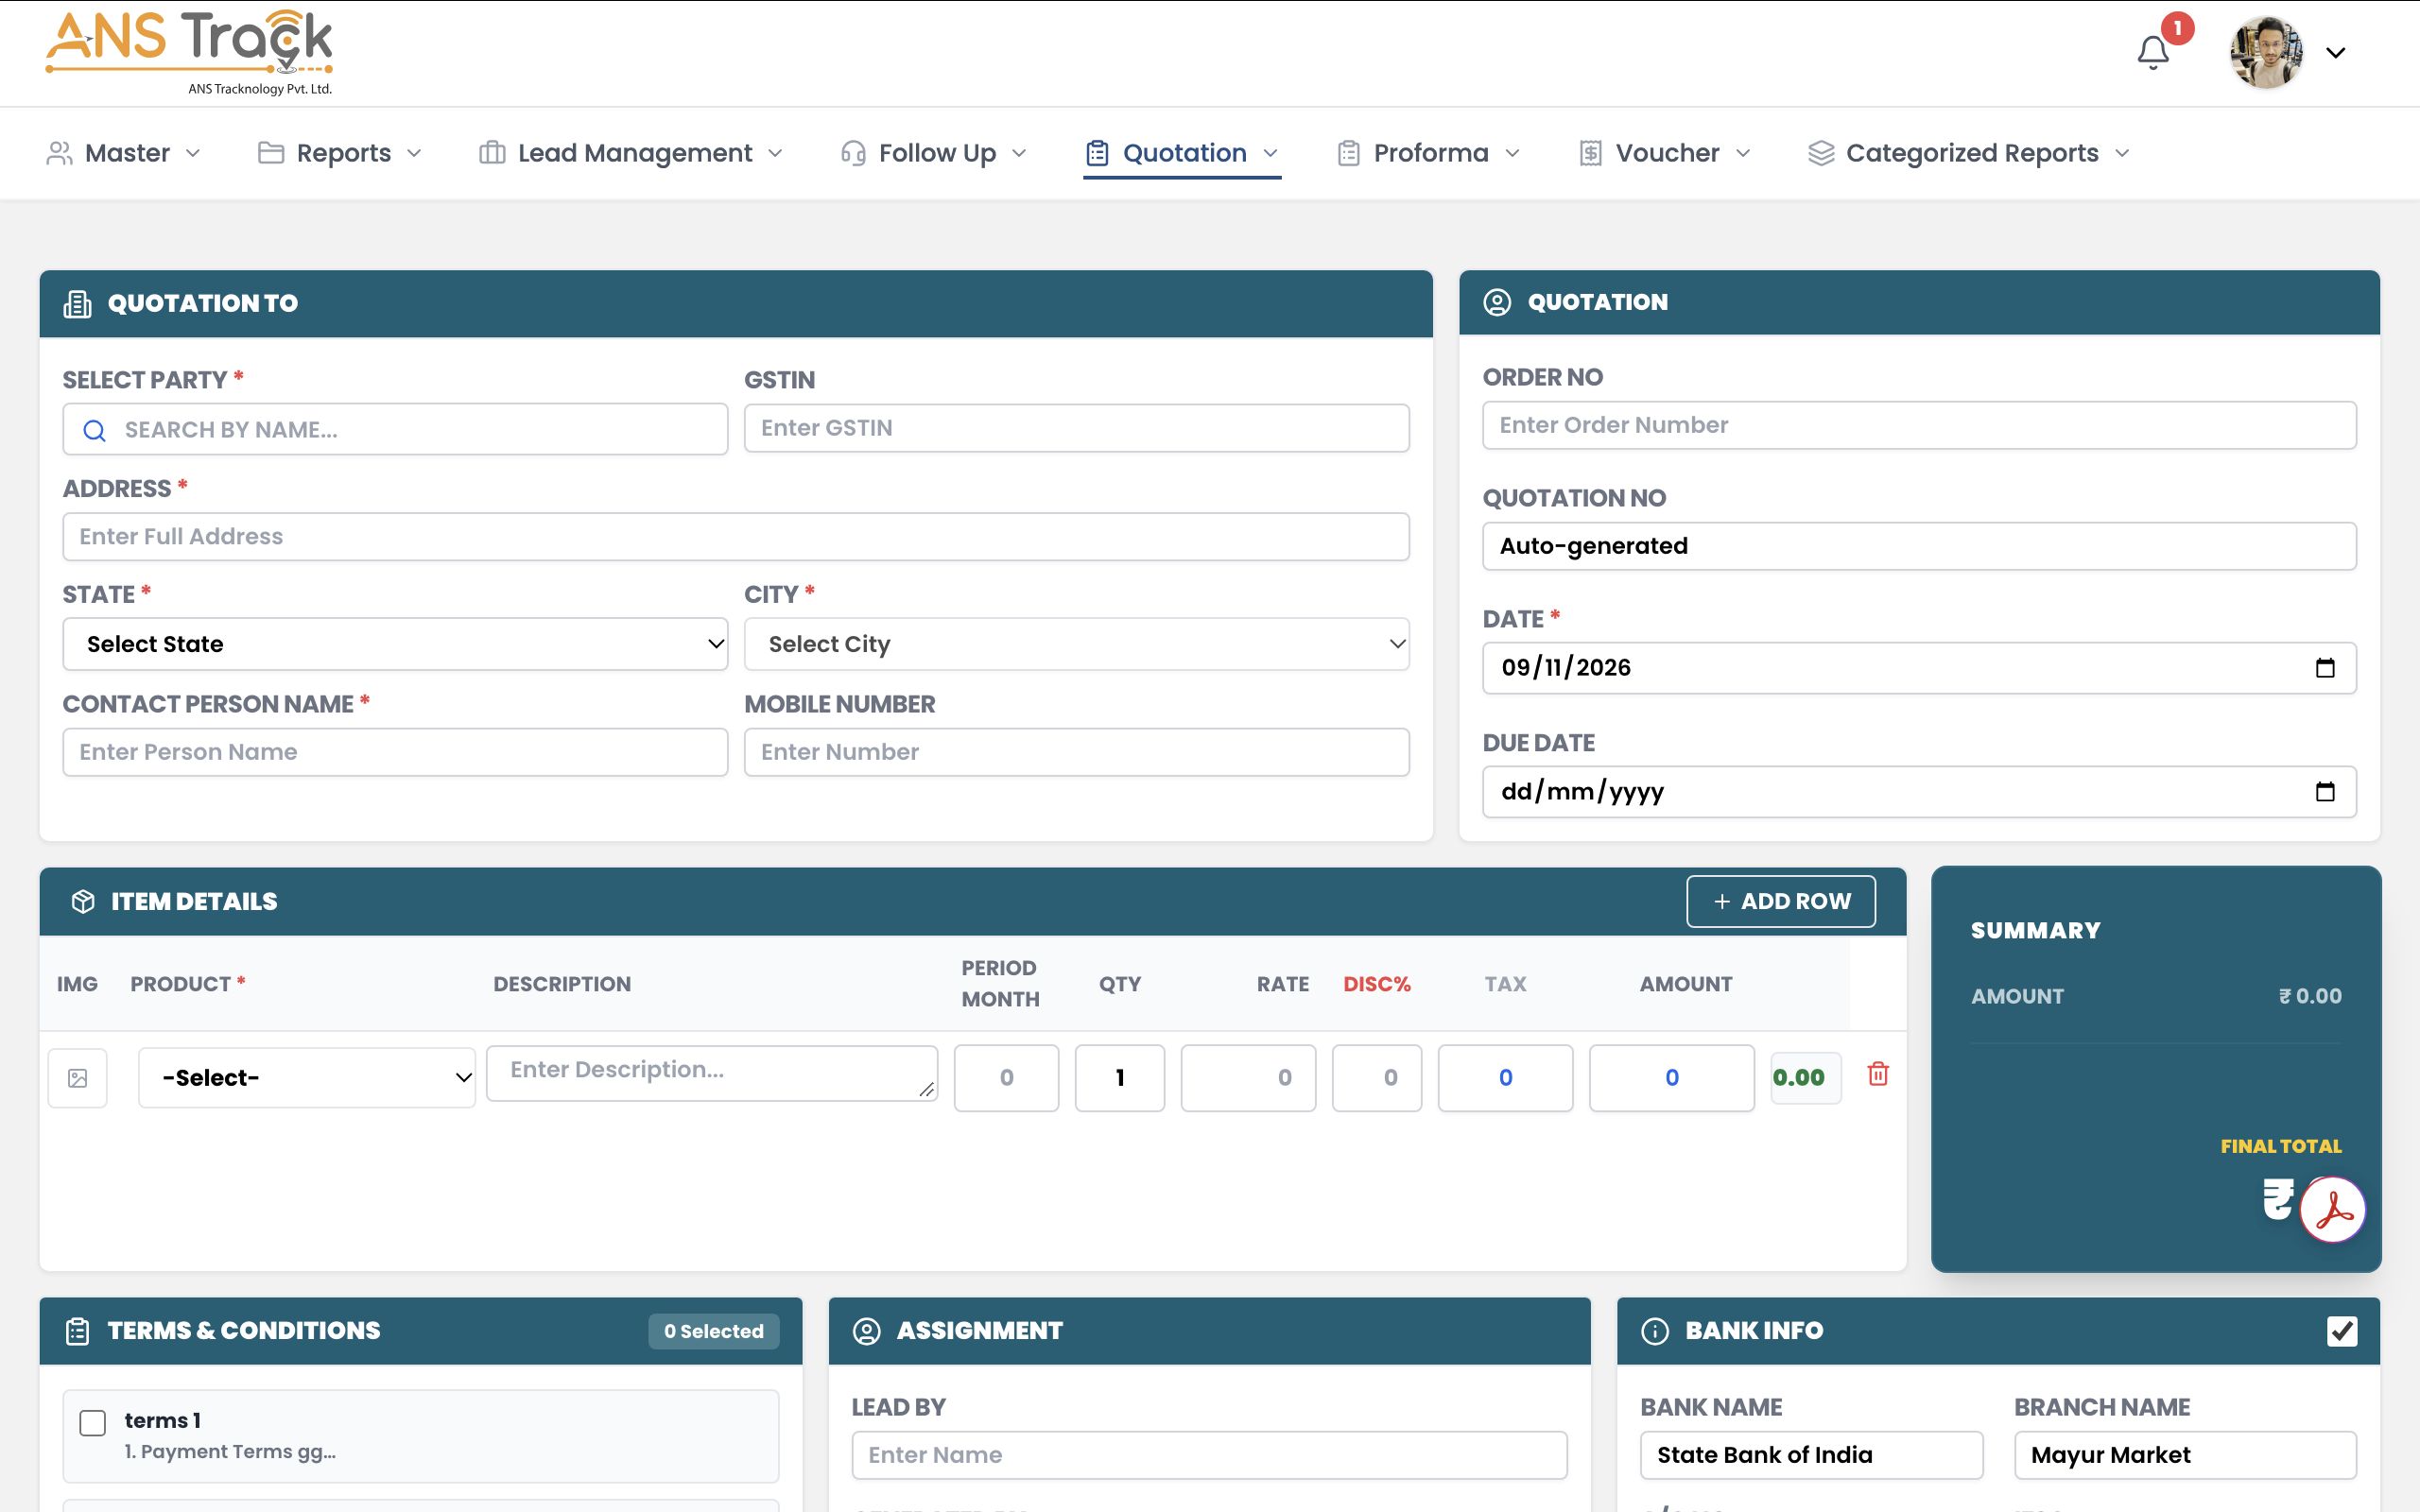 ANS Track
ANS Tracknology Pvt. Ltd.
1
Master
Reports
Lead Management
Follow Up
Quotation
Proforma
Voucher
Categorized Reports
QUOTATION TO
SELECT PARTY *
GSTIN
SEARCH BY NAME...
Enter GSTIN
ADDRESS *
Enter Full Address
STATE *
CITY *
Select State
Select City
CONTACT PERSON NAME *
MOBILE NUMBER
Enter Person Name
Enter Number
QUOTATION
ORDER NO
Enter Order Number
QUOTATION NO
Auto-generated
DATE *
09/11/2026
DUE DATE
dd/mm/yyyy
ITEM DETAILS
+ ADD ROW
IMG
PRODUCT *
DESCRIPTION
PERIOD
MONTH
QTY
RATE
DISC%
TAX
AMOUNT
-Select-
Enter Description...
0
1
0
0
0
0
0.00
SUMMARY
AMOUNT
₹ 0.00
FINAL TOTAL
₹
TERMS & CONDITIONS
0 Selected
terms 1
1. Payment Terms gg...
ASSIGNMENT
LEAD BY
Enter Name
BANK INFO
BANK NAME
BRANCH NAME
State Bank of India
Mayur Market